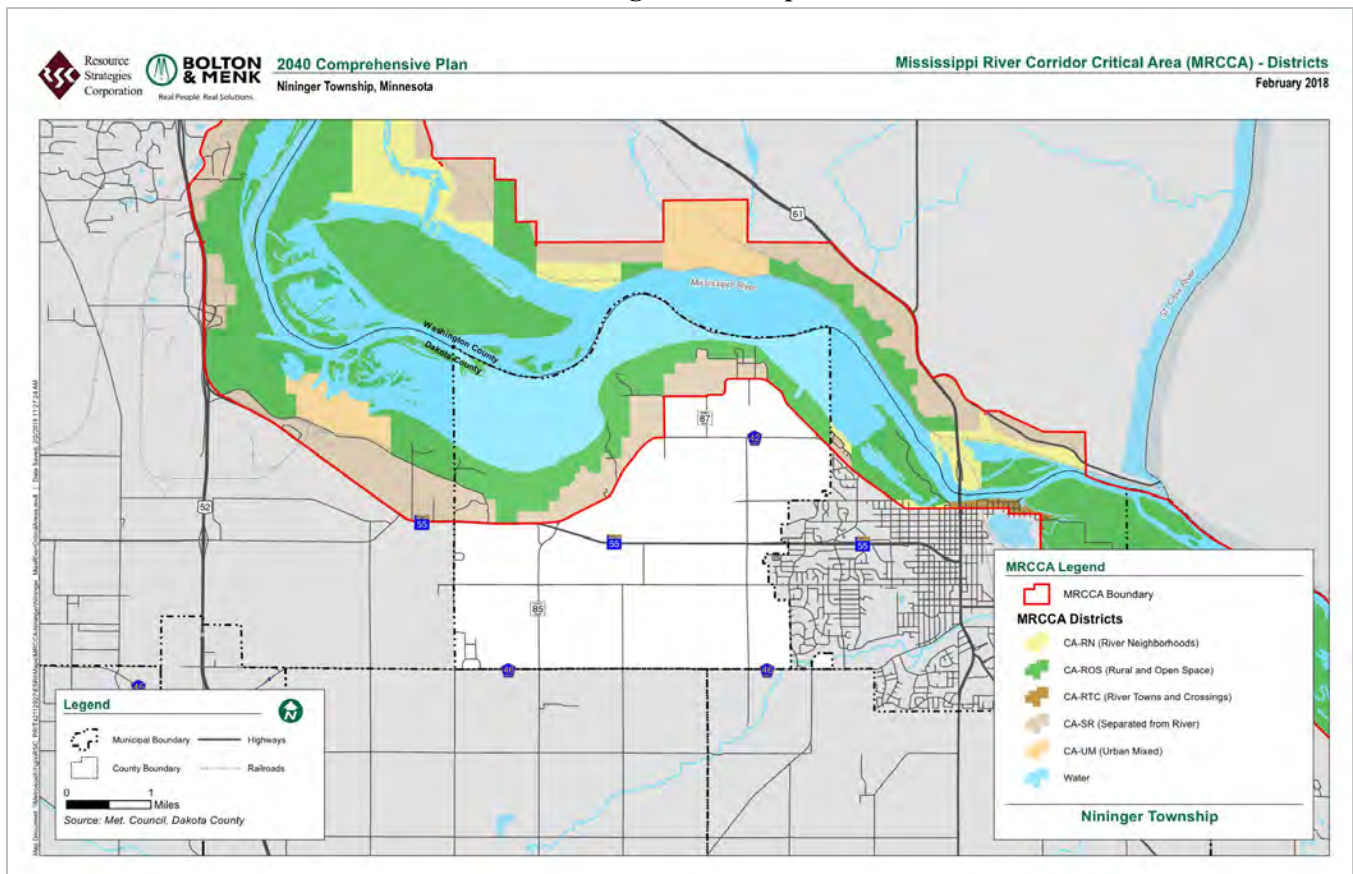 Resource
Strategies
Corporation
BOLTON
& MENK
Real People. Real Solutions.
2040 Comprehensive Plan
Nininger Township, Minnesota
Mississippi River Corridor Critical Area (MRCCA) - Districts
February 2018
61
Mississippi River
St. Croix River
Washington County
Dakota County
87
42
52
55
55
55
85
46
46
Legend
Municipal Boundary
Highways
County Boundary
Railroads
0 1
Miles
Source: Met. Council, Dakota County
MRCCA Legend
MRCCA Boundary
MRCCA Districts
CA-RN (River Neighborhoods)
CA-ROS (Rural and Open Space)
CA-RTC (River Towns and Crossings)
CA-SR (Separated from River)
CA-UM (Urban Mixed)
Water
Nininger Township